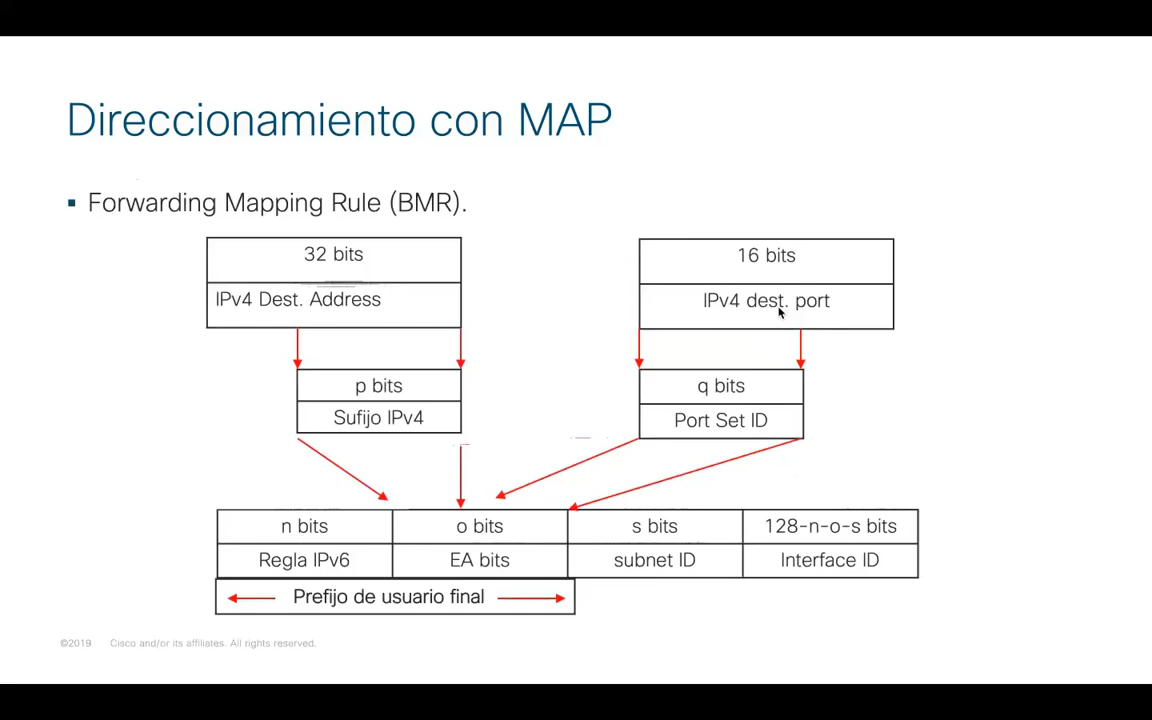 Direccionamiento con MAP
▪ Forwarding Mapping Rule (BMR).
32 bits
IPv4 Dest. Address
16 bits
IPv4 dest. port
p bits
Sufijo IPv4
q bits
Port Set ID
n bits
o bits
s bits
128-n-o-s bits
Regla IPv6
EA bits
subnet ID
Interface ID
Prefijo de usuario final
©2019 Cisco and/or its affiliates. All rights reserved.